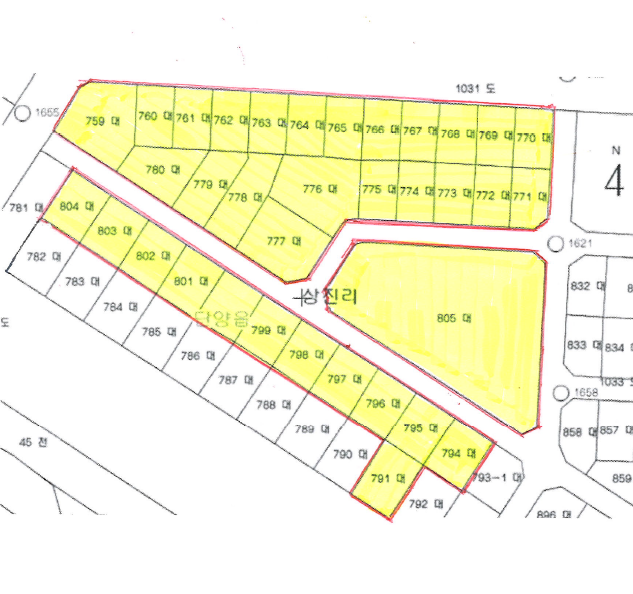 1031 도
1655
759 대
760 대
761 대
762 대
763 대
764 대
765 대
766 대
767 대
768 대
769 대
770 대
780 대
779 대
778 대
776 대
775 대
774 대
773 대
772 대
771 대
777 대
N
4
1621
781 대
804 대
803 대
802 대
801 대
상진리
단양읍
805 대
782 대
783 대
784 대
785 대
786 대
787 대
788 대
789 대
790 대
799 대
798 대
797 대
796 대
795 대
794 대
791 대
792 대
793-1 대
832 대
8
833 대
834
1033
1658
858 대
857 대
859
896 대
도
45 전